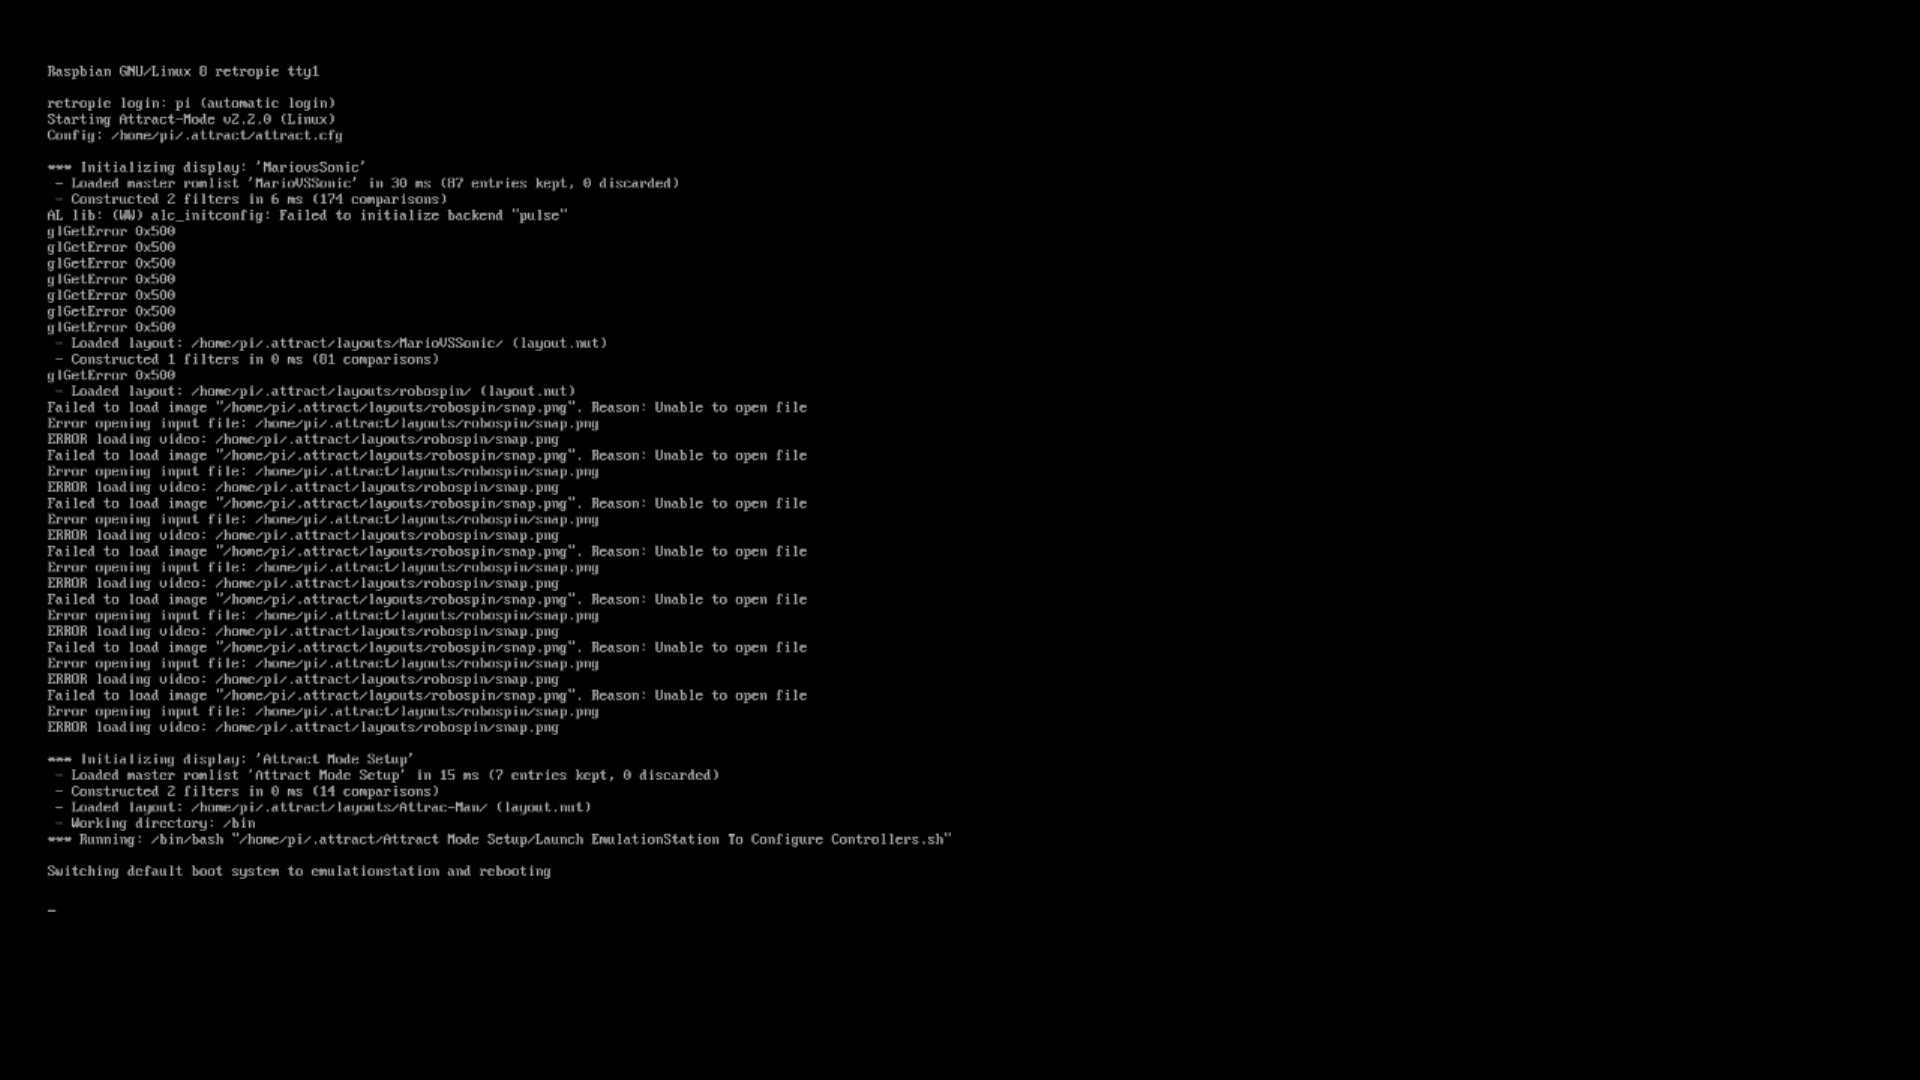 Raspbian GNU/Linux 8 retropie tty1
retropie login: pi (automatic login)
Starting Attract-Mode v2.2.0 (Linux)
Config: /home/pi/.attract/attract.cfg
*** Initializing display: 'MariovsSonic'
- Loaded master romlist 'MarioVSSonic' in 30 ms (87 entries kept, 0 discarded)
- Constructed 2 filters in 6 ms (174 comparisons)
AL lib: (WW) alc_initconfig: Failed to initialize backend "pulse"
glGetError 0x500
glGetError 0x500
glGetError 0x500
glGetError 0x500
glGetError 0x500
glGetError 0x500
glGetError 0x500
- Loaded layout: /home/pi/.attract/layouts/MarioVSSonic/ (layout.nut)
- Constructed 1 filters in 0 ms (81 comparisons)
glGetError 0x500
- Loaded layout: /home/pi/.attract/layouts/robospin/ (layout.nut)
Failed to load image "/home/pi/.attract/layouts/robospin/snap.png". Reason: Unable to open file
Error opening input file: /home/pi/.attract/layouts/robospin/snap.png
ERROR loading video: /home/pi/.attract/layouts/robospin/snap.png
Failed to load image "/home/pi/.attract/layouts/robospin/snap.png". Reason: Unable to open file
Error opening input file: /home/pi/.attract/layouts/robospin/snap.png
ERROR loading video: /home/pi/.attract/layouts/robospin/snap.png
Failed to load image "/home/pi/.attract/layouts/robospin/snap.png". Reason: Unable to open file
Error opening input file: /home/pi/.attract/layouts/robospin/snap.png
ERROR loading video: /home/pi/.attract/layouts/robospin/snap.png
Failed to load image "/home/pi/.attract/layouts/robospin/snap.png". Reason: Unable to open file
Error opening input file: /home/pi/.attract/layouts/robospin/snap.png
ERROR loading video: /home/pi/.attract/layouts/robospin/snap.png
Failed to load image "/home/pi/.attract/layouts/robospin/snap.png". Reason: Unable to open file
Error opening input file: /home/pi/.attract/layouts/robospin/snap.png
ERROR loading video: /home/pi/.attract/layouts/robospin/snap.png
Failed to load image "/home/pi/.attract/layouts/robospin/snap.png". Reason: Unable to open file
Error opening input file: /home/pi/.attract/layouts/robospin/snap.png
ERROR loading video: /home/pi/.attract/layouts/robospin/snap.png
Failed to load image "/home/pi/.attract/layouts/robospin/snap.png". Reason: Unable to open file
Error opening input file: /home/pi/.attract/layouts/robospin/snap.png
ERROR loading video: /home/pi/.attract/layouts/robospin/snap.png
*** Initializing display: 'Attract Mode Setup'
- Loaded master romlist 'Attract Mode Setup' in 15 ms (7 entries kept, 0 discarded)
- Constructed 2 filters in 0 ms (14 comparisons)
- Loaded layout: /home/pi/.attract/layouts/Attrac-Man/ (layout.nut)
- Working directory: /bin
*** Running: /bin/bash "/home/pi/.attract/Attract Mode Setup/Launch EmulationStation To Configure Controllers.sh"
Switching default boot system to emulationstation and rebooting
_